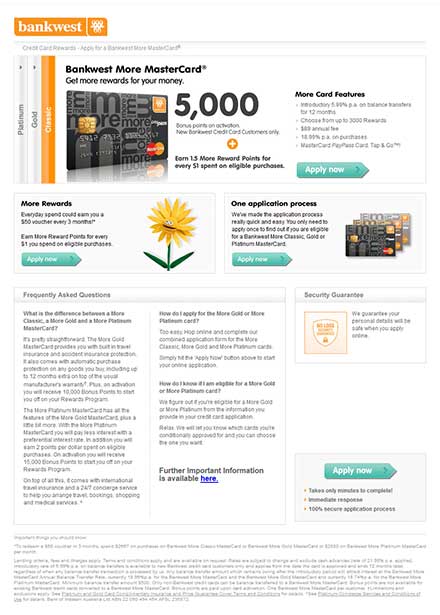 bankwest
Credit Card Rewards - Apply for a Bankwest More MasterCard®
Platinum
Gold
Classic
Bankwest More MasterCard®
Get more rewards for your money.
5,000
Bonus points on activation.
New Bankwest Credit Card Customers only.
Earn 1.5 More Reward Points for
every $1 spent on eligible purchases.
More Card Features
Introductory 5.99% p.a. on balance transfers
for 12 months
Choose from up to 3000 Rewards
$89 annual fee
18.99% p.a. on purchases
MasterCard PayPass Card. Tap & Go™
Apply now
More Rewards
Everyday spend could earn you a
$50 voucher every 3 months!*
Earn More Reward Points for every
$1 you spend on eligible purchases.
Apply now
One application process
We've made the application process
really quick and easy. You only need to
apply once to find out if you are eligible
for a Bankwest More Classic, Gold or
Platinum MasterCard.
Apply now
Frequently Asked Questions
What is the difference between a More
Classic, a More Gold and a More Platinum
MasterCard?
It's pretty straightforward. The More Gold
MasterCard provides you with built in travel
insurance and accident insurance protection.
It also comes with automatic purchase
protection on any goods you buy, including up
to 12 months extra on top of the usual
manufacturer's warranty. Plus, on activation
you will receive 10,000 Bonus Points to start
you off on your Rewards Program.
The More Platinum MasterCard has all the
features of the More Gold MasterCard, plus a
little bit more. With the More Platinum
MasterCard you will pay less interest with a
preferential interest rate. In addition you will
earn 2 points per dollar spent on eligible
purchases. On activation you will receive
15,000 Bonus Points to start you off on your
Rewards Program.
On top of all this, it comes with international
travel insurance and a 24/7 concierge service
to help you arrange travel, bookings, shopping
and medical services.
How do I apply for the More Gold or More
Platinum card?
Too easy. Hop online and complete our
combined application form for the More
Classic, More Gold and More Platinum cards.
Simply hit the 'Apply Now' button above to start
your online application.
How do I know if I am eligible for a More Gold
or More Platinum MasterCard?
We figure out if you're eligible for a More Gold
or More Platinum from the information you
provide in your credit card application.
Relax. We will let you know which cards you're
conditionally approved for and you can choose
the one you want.
Further Important Information
is available here.
Security Guarantee
NO LOSS
SECURITY
GUARANTEE
We guarantee your
personal details will be
safe when you apply
online.
Apply now
Takes only minutes to complete!
Immediate response
100% secure application process
Important things you should know: